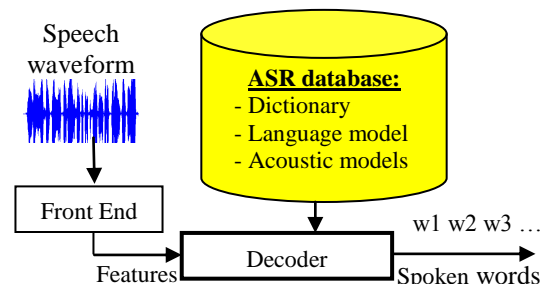 Speech
waveform
ASR database:
- Dictionary
- Language model
- Acoustic models
Front End
w1 w2 w3 …
Features
Decoder
Spoken words